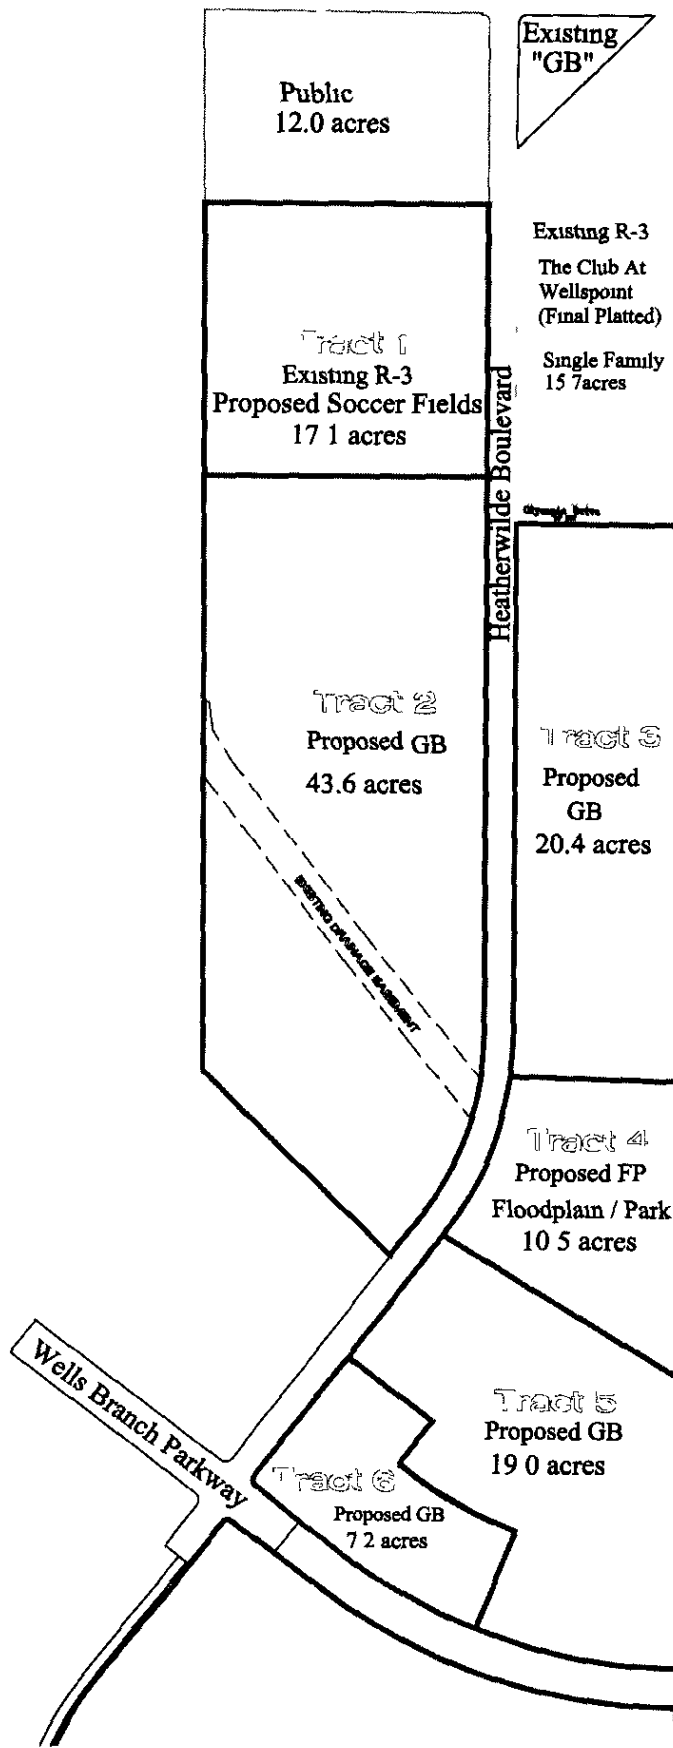 Existing
"GB"
Public
12.0 acres
Existing R-3
The Club At
Wellspoint
(Final Platted)
Single Family
15 7acres
Tract 1
Existing R-3
Proposed Soccer Fields
17 1 acres
Heatherwilde Boulevard
Tract 2
Proposed GB
43.6 acres
Tract 3
Proposed
GB
20.4 acres
EXISTING DRAINAGE EASEMENT
Tract 4
Proposed FP
Floodplain / Park
10 5 acres
Wells Branch Parkway
Tract 5
Proposed GB
19 0 acres
Tract 6
Proposed GB
7 2 acres